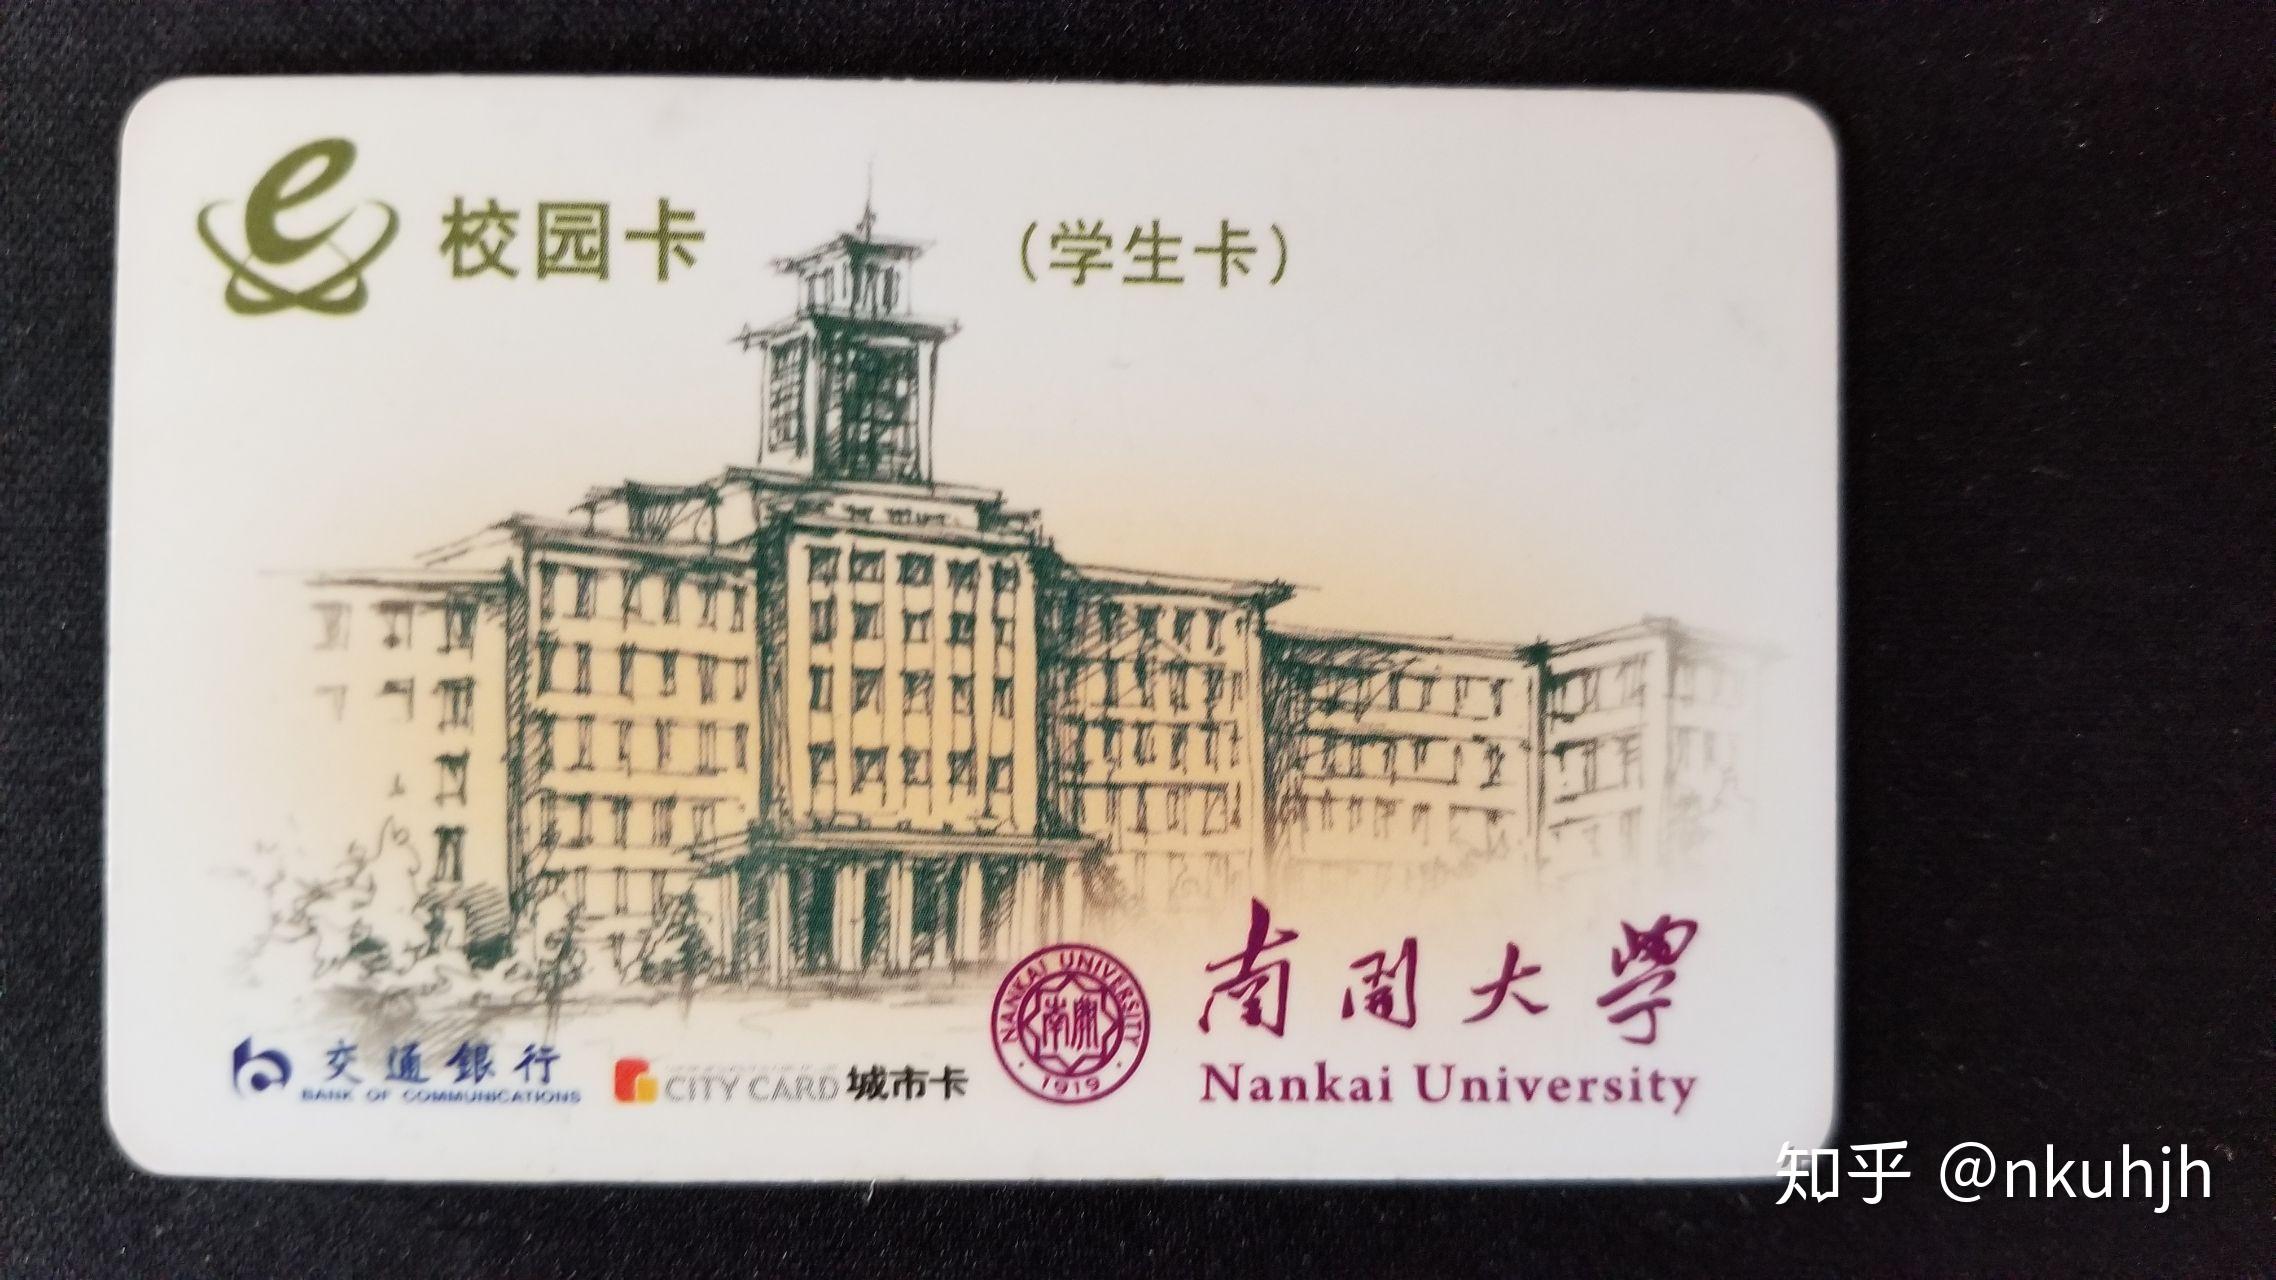 e 校园卡 (学生卡)
交通銀行
BANK OF COMMUNICATIONS
CITY CARD 城市卡
NANKAI UNIVERSITY
南開
1919
南開大學
Nankai University
知乎 @nkuhjh